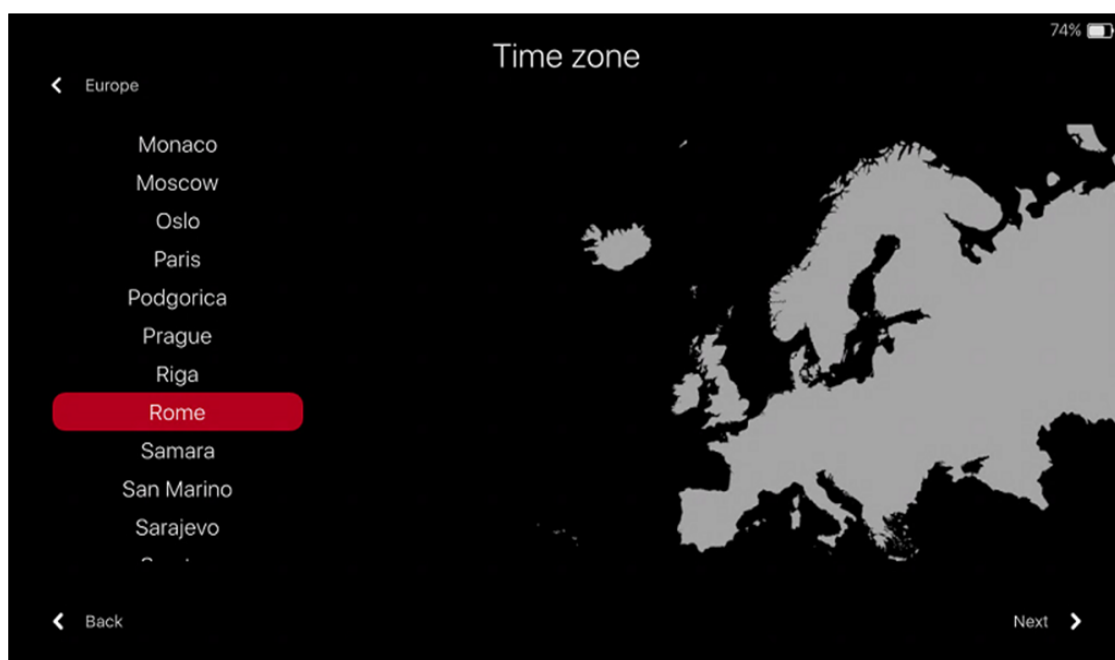 74%
Time zone
Europe
Monaco
Moscow
Oslo
Paris
Podgorica
Prague
Riga
Rome
Samara
San Marino
Sarajevo
Back
Next